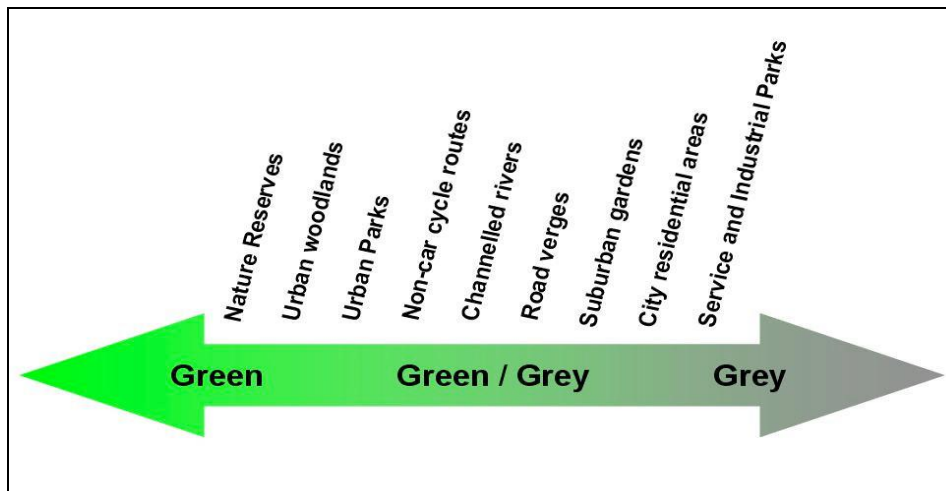 Nature Reserves
Urban woodlands
Urban Parks
Non-car cycle routes
Channelled rivers
Road verges
Suburban gardens
City residential areas
Service and Industrial Parks
Green
Green / Grey
Grey